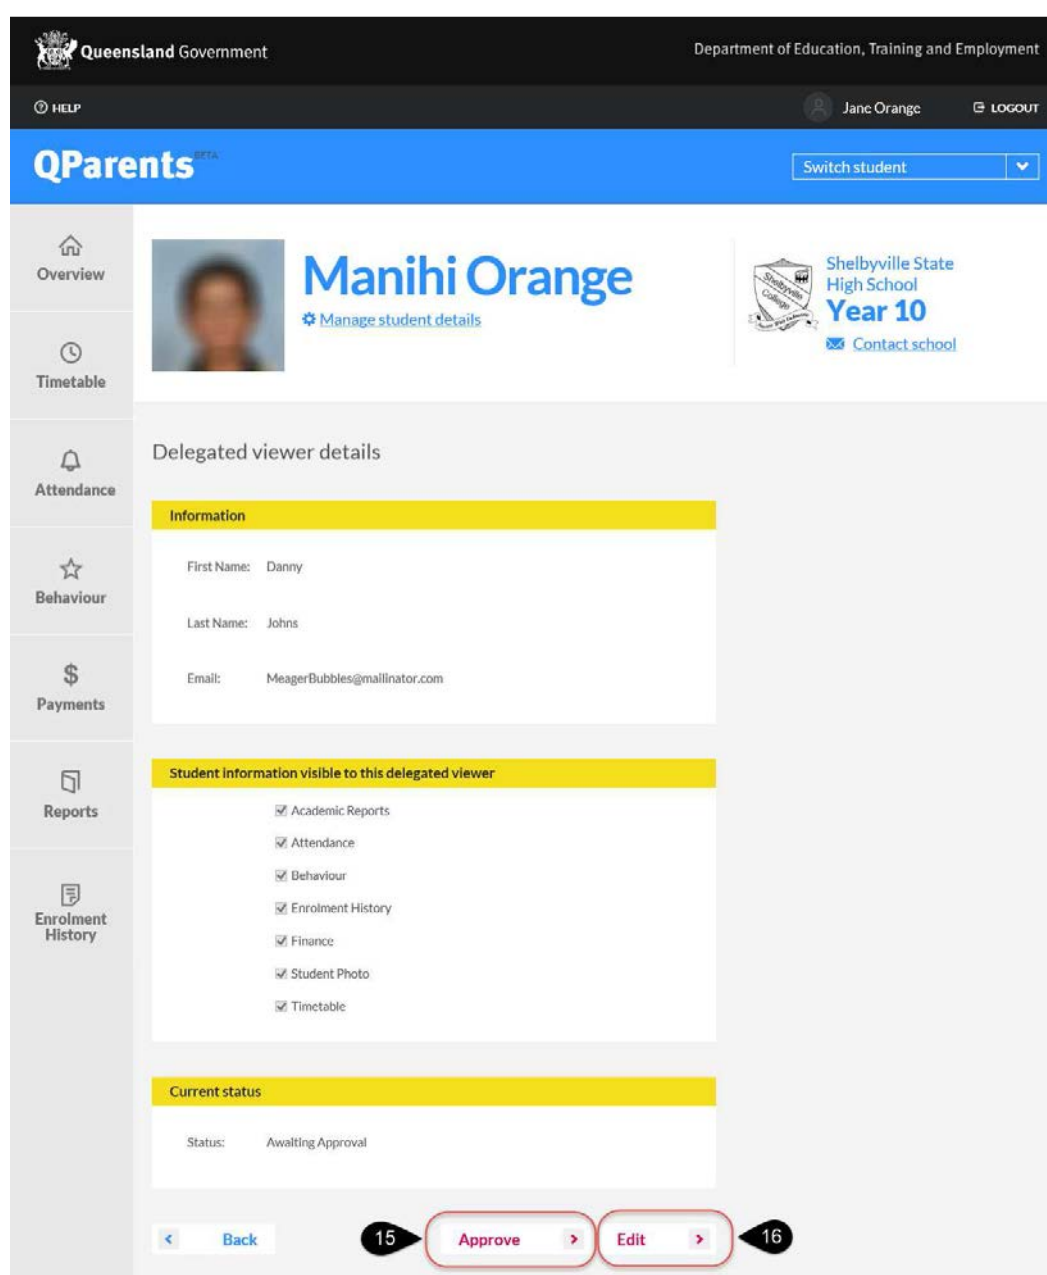 Queensland Government
Department of Education, Training and Employment
HELP
Jane Orange
LOGOUT
QParents BETA
Switch student
Overview
Timetable
Attendance
Behaviour
Payments
Reports
Enrolment
History
Manihi Orange
Manage student details
Shelbyville
College
Shelbyville State
High School
Year 10
Contact school
Delegated viewer details
Information
First Name: Danny
Last Name: Johns
Email: MeagerBubbles@mailinator.com
Student information visible to this delegated viewer
Academic Reports
Attendance
Behaviour
Enrolment History
Finance
Student Photo
Timetable
Current status
Status: Awaiting Approval
Back
15
Approve
Edit
16